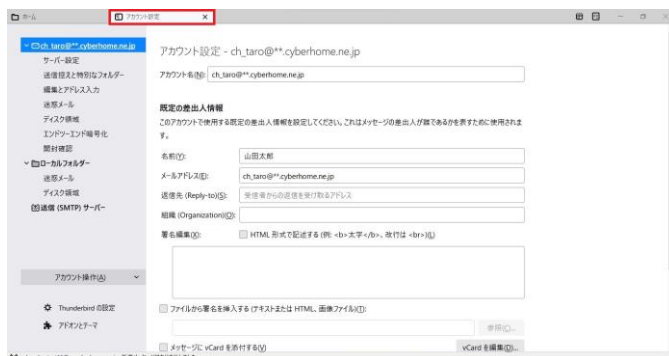 ホーム
アカウント設定
ch_taro@**.cyberhome.ne.jp
サーバー設定
送信控えと特別なフォルダー
編集とアドレス入力
迷惑メール
ディスク領域
エンドツーエンド暗号化
開封確認
ローカルフォルダー
迷惑メール
ディスク領域
送信 (SMTP) サーバー
アカウント操作(A)
Thunderbird の設定
アドオンとテーマ
アカウント設定 - ch_taro@**.cyberhome.ne.jp
アカウント名(N): ch_taro@**.cyberhome.ne.jp
既定の差出人情報
このアカウントで使用する既定の差出人情報を設定してください。これはメッセージの差出人が誰であるかを表すために使用されま
す。
名前(Y): 山田太郎
メールアドレス(E): ch_taro@**.cyberhome.ne.jp
返信先 (Reply-to)(S): 受信者からの返信を受け取るアドレス
組織 (Organization)(O):
署名編集(X): HTML 形式で記述する (例: <b>太字</b>、改行は <br>)(L)
ファイルから署名を挿入する (テキストまたは HTML、画像ファイル)(T):
参照(C)...
メッセージに vCard を添付する(V)
vCard を編集(D)...